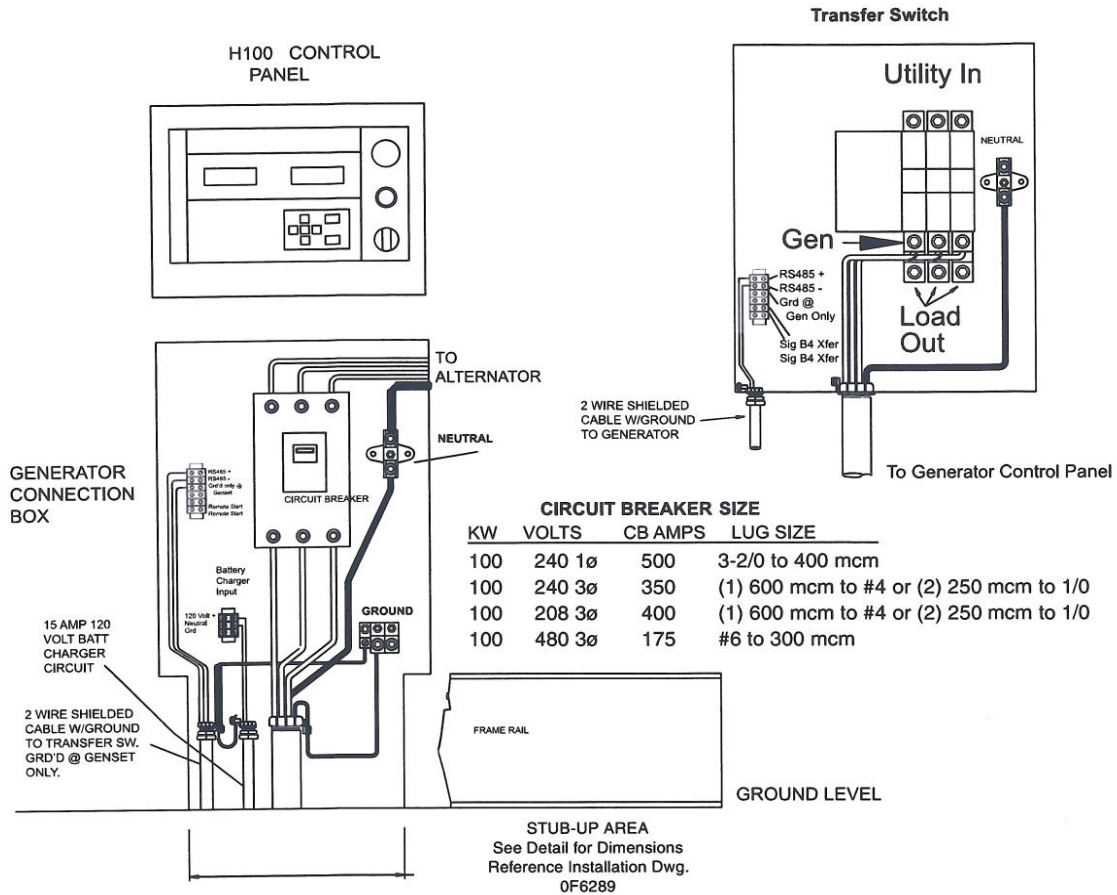 Transfer Switch
H100 CONTROL
PANEL
Utility In
NEUTRAL
Gen
RS485 +
RS485 -
Grd @
Gen Only
Sig B4 Xfer
Sig B4 Xfer
Load
Out
2 WIRE SHIELDED
CABLE W/GROUND
TO GENERATOR
To Generator Control Panel
TO
ALTERNATOR
NEUTRAL
GENERATOR
CONNECTION
BOX
RS485 +
RS485 -
Grd'd only @
Genset
Remote Start
Remote Start
CIRCUIT BREAKER
Battery
Charger
Input
120 Volt +
Neutral
Grd
GROUND
15 AMP 120
VOLT BATT
CHARGER
CIRCUIT
2 WIRE SHIELDED
CABLE W/GROUND
TO TRANSFER SW.
GRD'D @ GENSET
ONLY.
CIRCUIT BREAKER SIZE
KW VOLTS CB AMPS LUG SIZE
100 240 1ø 500 3-2/0 to 400 mcm
100 240 3ø 350 (1) 600 mcm to #4 or (2) 250 mcm to 1/0
100 208 3ø 400 (1) 600 mcm to #4 or (2) 250 mcm to 1/0
100 480 3ø 175 #6 to 300 mcm
FRAME RAIL
GROUND LEVEL
STUB-UP AREA
See Detail for Dimensions
Reference Installation Dwg.
0F6289